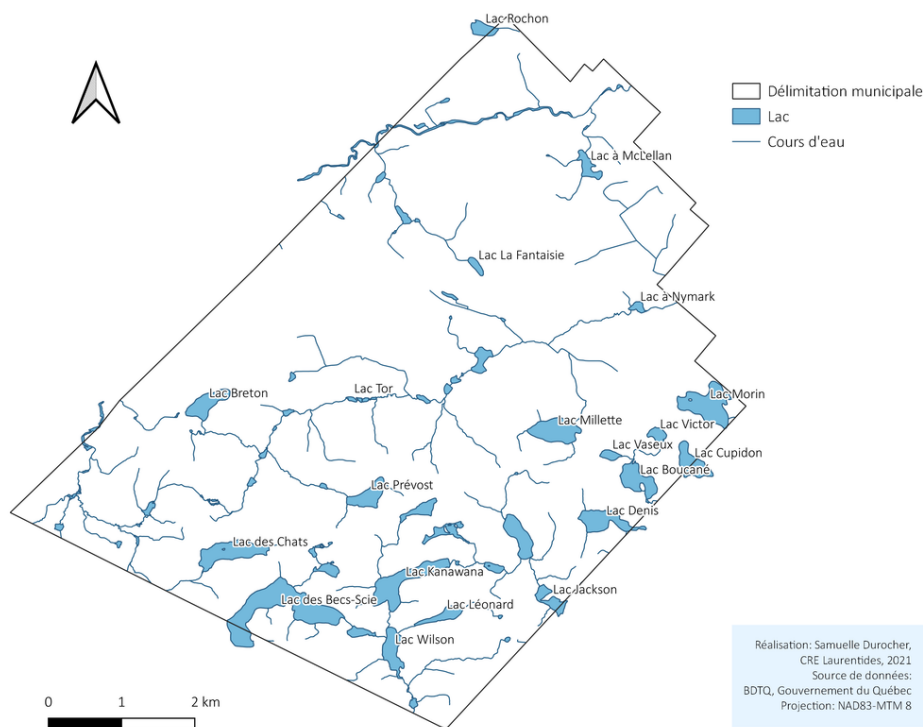 Lac Rochon
Délimitation municipale
Lac
Cours d'eau
Lac à McLellan
Lac La Fantaisie
Lac à Nymark
Lac Breton
Lac Tor
Lac Morin
Lac Millette
Lac Victor
Lac Vaseux
Lac Cupidon
Lac Boucané
Lac Prévost
Lac Denis
Lac des Chats
Lac Kanawana
Lac Jackson
Lac des Becs-Scie
Lac Léonard
Lac Wilson
0 1 2 km
Réalisation: Samuelle Durocher,
CRE Laurentides, 2021
Source de données:
BDTQ, Gouvernement du Québec
Projection: NAD83-MTM 8